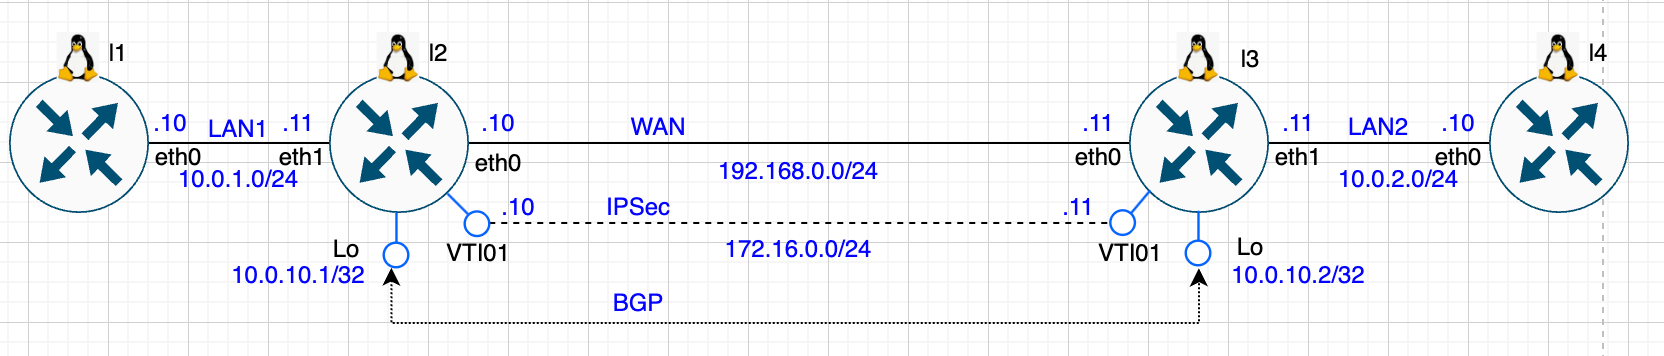 l1
l2
l3
l4
.10 LAN1 .11
.10 WAN .11
.11 LAN2 .10
eth0 eth1
eth0 eth0
eth1 eth0
10.0.1.0/24
192.168.0.0/24
10.0.2.0/24
.10 IPSec .11
172.16.0.0/24
Lo VTI01
VTI01 Lo
10.0.10.1/32
10.0.10.2/32
BGP